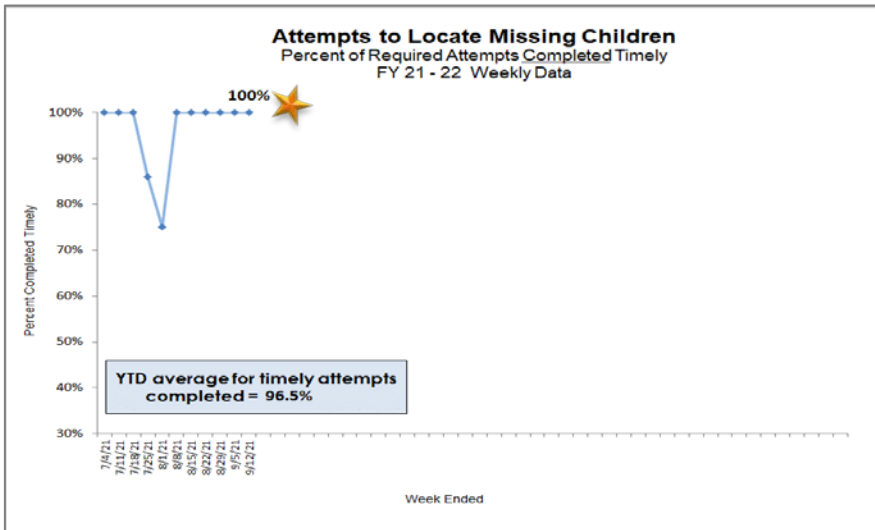 Attempts to Locate Missing Children
Percent of Required Attempts Completed Timely
FY 21 - 22 Weekly Data
100%
100%
90%
80%
70%
60%
50%
40%
30%
Percent Completed Timely
YTD average for timely attempts
completed = 96.5%
7/4/21
7/11/21
7/18/21
7/25/21
8/1/21
8/8/21
8/15/21
8/22/21
8/29/21
9/5/21
9/12/21
Week Ended